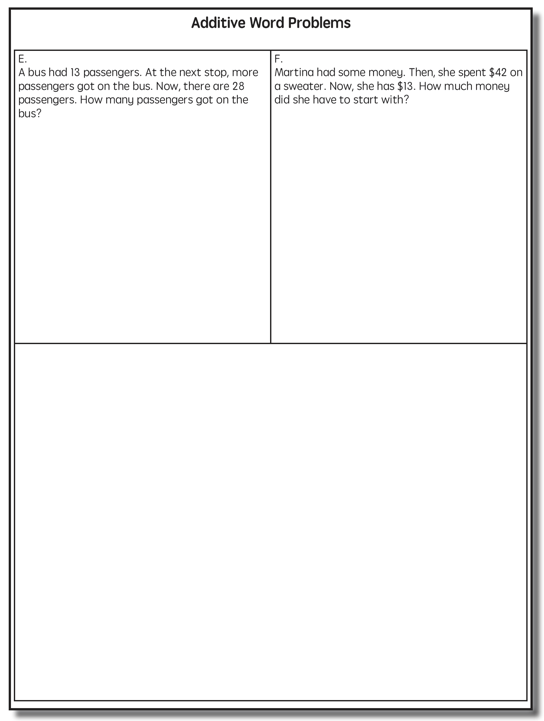 Additive Word Problems
E.
A bus had 13 passengers. At the next stop, more
passengers got on the bus. Now, there are 28
passengers. How many passengers got on the
bus?
F.
Martina had some money. Then, she spent $42 on
a sweater. Now, she has $13. How much money
did she have to start with?